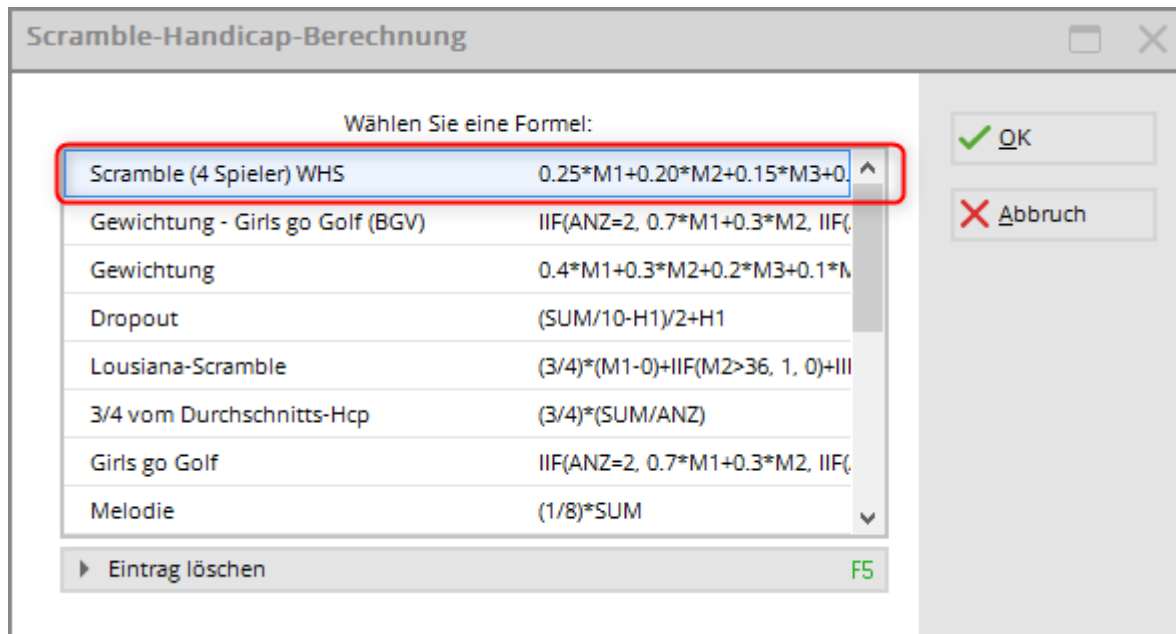 Scramble-Handicap-Berechnung
Wählen Sie eine Formel:
Scramble (4 Spieler) WHS 0.25*M1+0.20*M2+0.15*M3+0.
Gewichtung - Girls go Golf (BGV) IIF(ANZ=2, 0.7*M1+0.3*M2, IIF(
Gewichtung 0.4*M1+0.3*M2+0.2*M3+0.1*
Dropout (SUM/10-H1)/2+H1
Lousiana-Scramble (3/4)*(M1-0)+IIF(M2>36, 1, 0)+II
3/4 vom Durchschnitts-Hcp (3/4)*(SUM/ANZ)
Girls go Golf IIF(ANZ=2, 0.7*M1+0.3*M2, IIF(
Melodie (1/8)*SUM
Eintrag löschen F5
OK
Abbruch